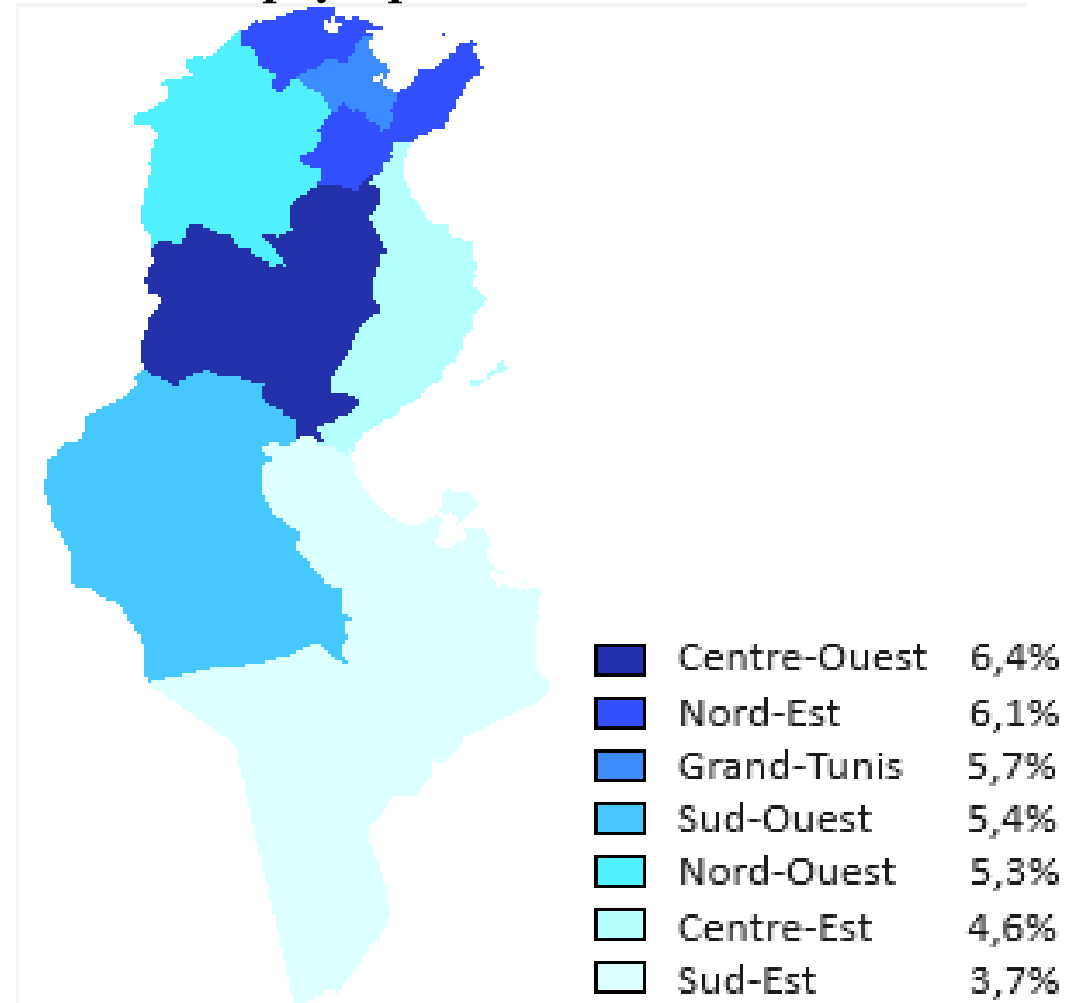 Centre-Ouest 6,4%
Nord-Est 6,1%
Grand-Tunis 5,7%
Sud-Ouest 5,4%
Nord-Ouest 5,3%
Centre-Est 4,6%
Sud-Est 3,7%